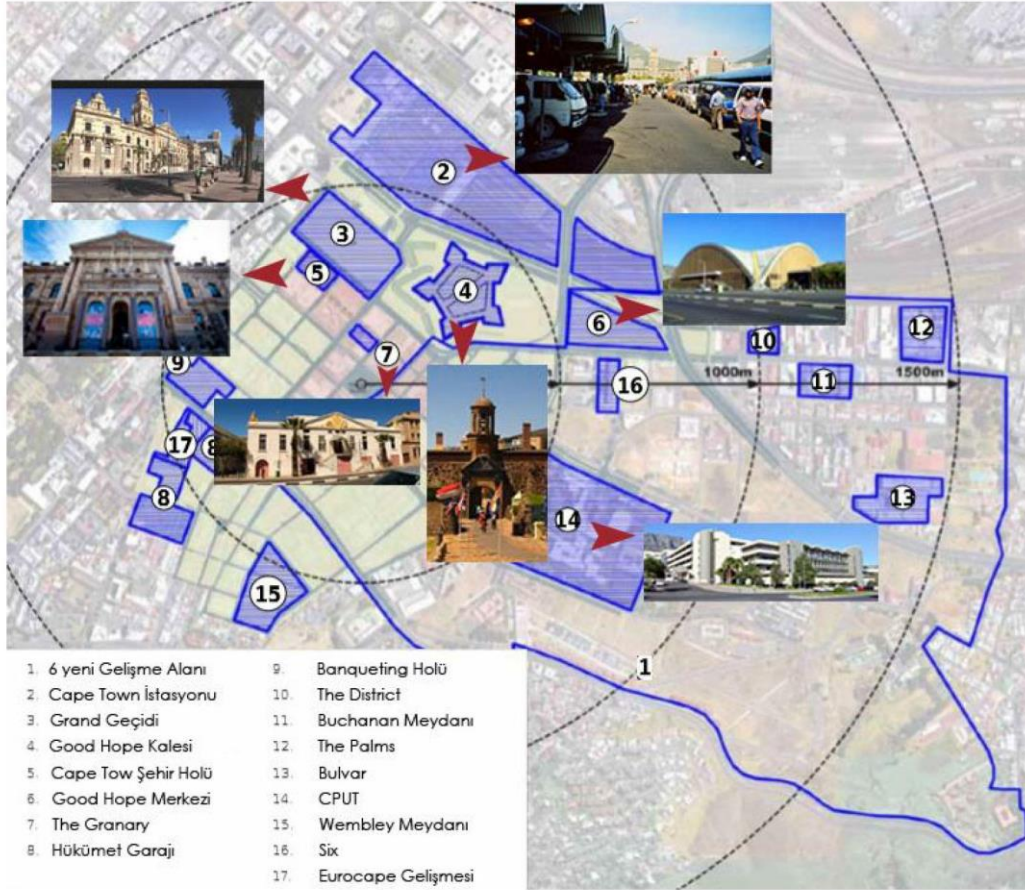 2
3
5
4
6
10
12
7
9
1000m
1500m
16
11
17
8
8
13
14
15
1
1. 6 yeni Gelişme Alanı
2. Cape Town İstasyonu
3. Grand Geçidi
4. Good Hope Kalesi
5. Cape Tow Şehir Holü
6. Good Hope Merkezi
7. The Granary
8. Hükümet Garajı
9. Banqueting Holü
10. The District
11. Buchanan Meydanı
12. The Palms
13. Bulvar
14. CPUT
15. Wembley Meydanı
16. Six
17. Eurocape Gelişmesi